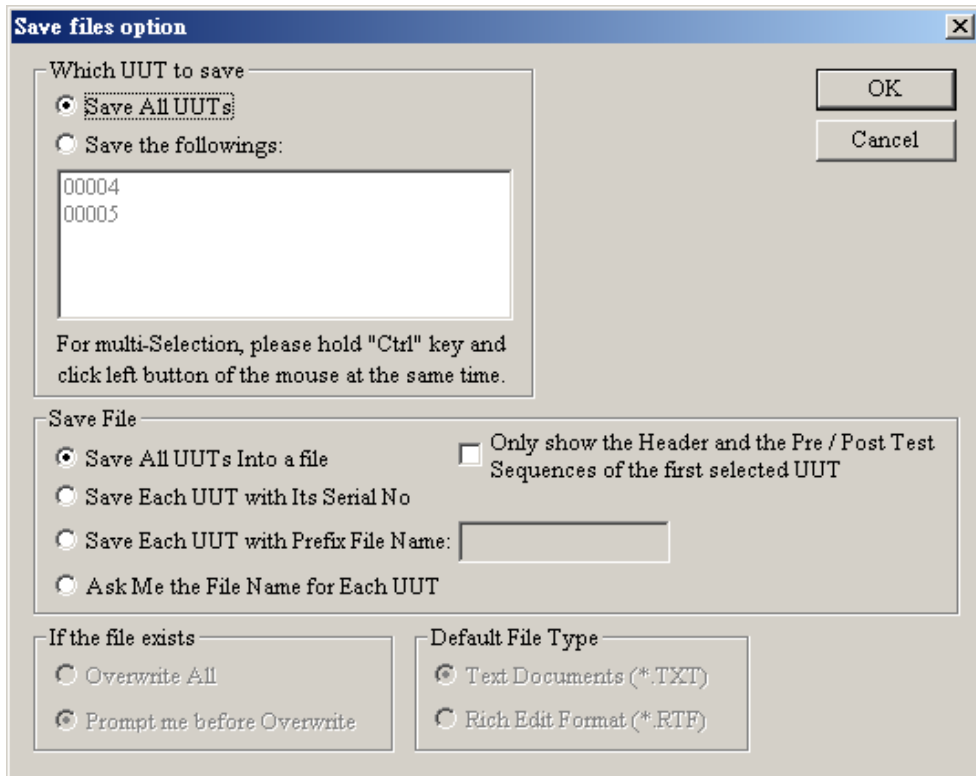 Save files option
Which UUT to save
Save All UUTs
Save the followings:
00004
00005
For multi-Selection, please hold "Ctrl" key and
click left button of the mouse at the same time.
OK
Cancel
Save File
Save All UUTs Into a file
Only show the Header and the Pre / Post Test
Sequences of the first selected UUT
Save Each UUT with Its Serial No
Save Each UUT with Prefix File Name:
Ask Me the File Name for Each UUT
If the file exists
Overwrite All
Prompt me before Overwrite
Default File Type
Text Documents (*.TXT)
Rich Edit Format (*.RTF)